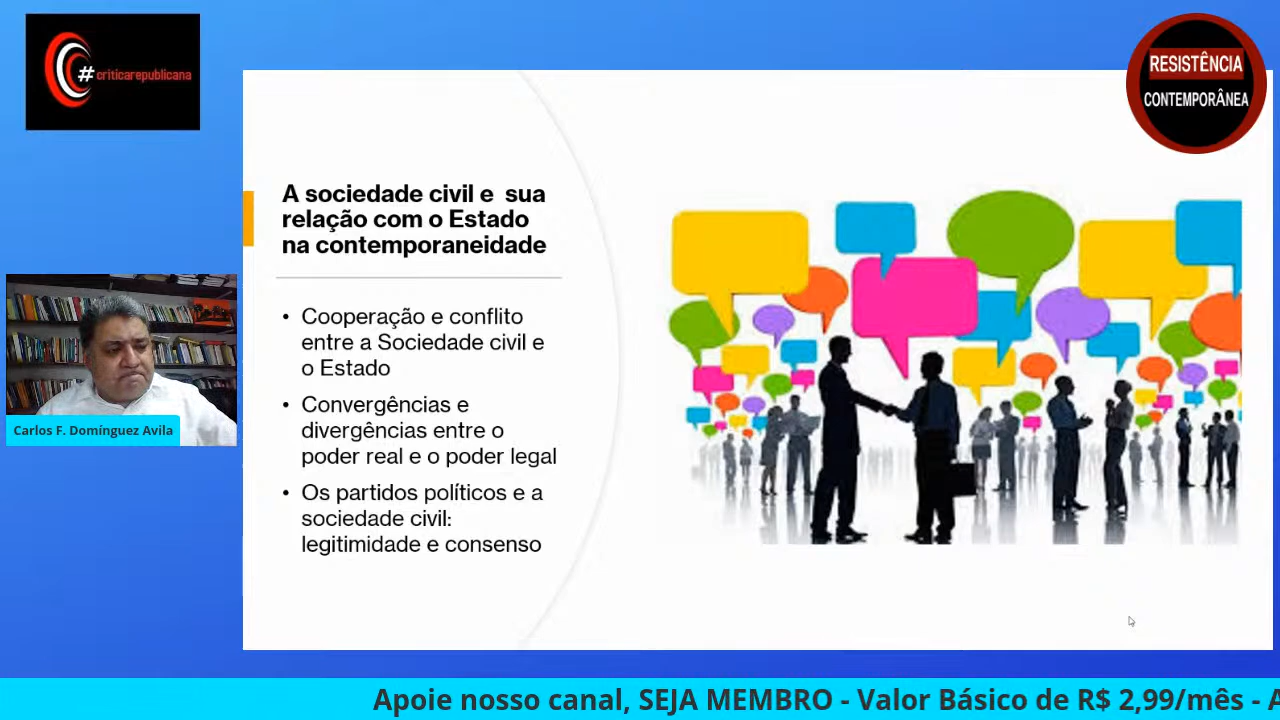 #criticarepublicana
RESISTÊNCIA
CONTEMPORÂNEA
A sociedade civil e sua
relação com o Estado
na contemporaneidade
• Cooperação e conflito
entre a Sociedade civil e
o Estado
• Convergências e
divergências entre o
poder real e o poder legal
• Os partidos políticos e a
sociedade civil:
legitimidade e consenso
Carlos F. Domínguez Avila
Apoie nosso canal, SEJA MEMBRO - Valor Básico de R$ 2,99/mês - A